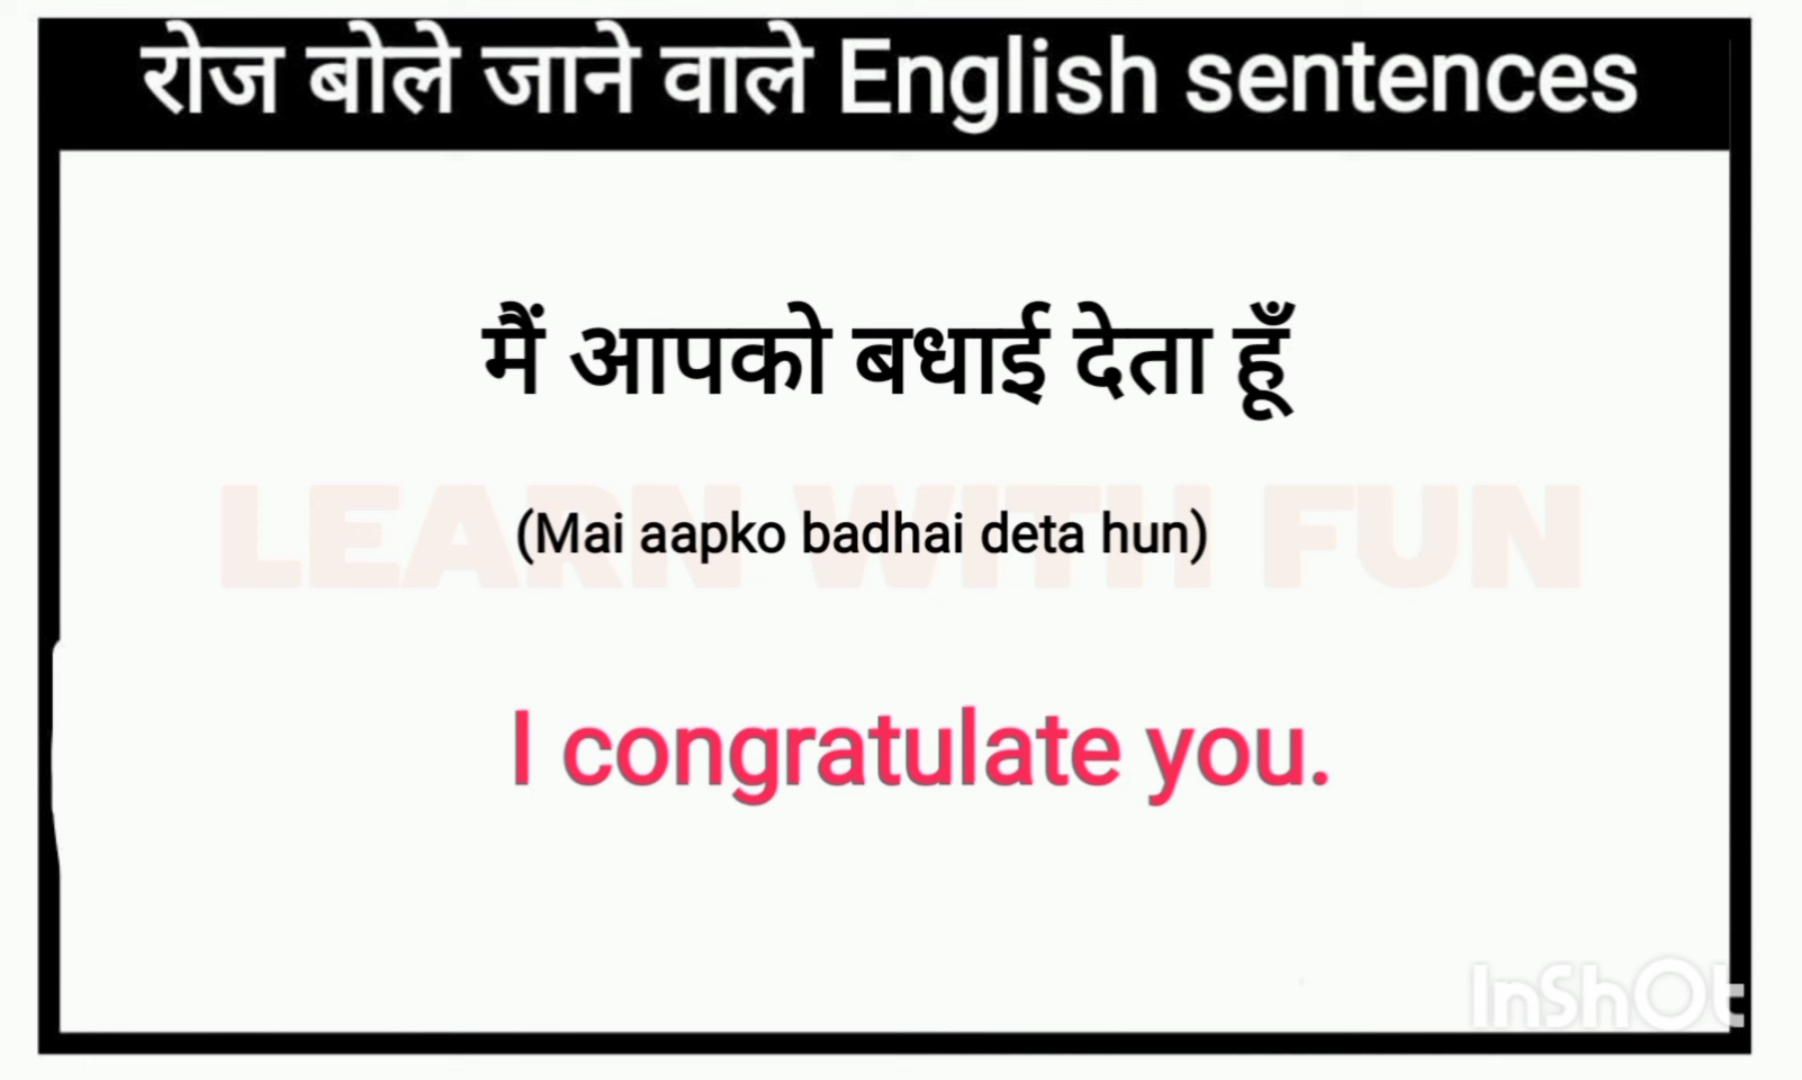 रोज बोले जाने वाले English sentences
मैं आपको बधाई देता हूँ
LEARN WITH FUN
(Mai aapko badhai deta hun)
I congratulate you.
InShOt